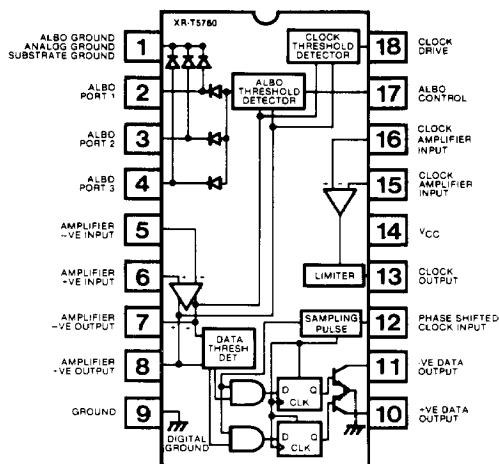 XR-T5760
ALBO GROUND
ANALOG GROUND
SUBSTRATE GROUND
1
ALBO
PORT 1
2
ALBO
PORT 2
3
ALBO
PORT 3
4
AMPLIFIER
-VE INPUT
5
AMPLIFIER
+VE INPUT
6
AMPLIFIER
-VE OUTPUT
7
AMPLIFIER
+VE OUTPUT
8
GROUND
9
DIGITAL
GROUND
CLOCK
THRESHOLD
DETECTOR
ALBO
THRESHOLD
DETECTOR
- +
- +
+ -
LIMITER
SAMPLING
PULSE
DATA
THRESH
DET
D Q
CLK
D Q
CLK
18
CLOCK
DRIVE
17
ALBO
CONTROL
16
CLOCK
AMPLIFIER
INPUT
15
CLOCK
AMPLIFIER
INPUT
14
VCC
13
CLOCK
OUTPUT
12
PHASE SHIFTED
CLOCK INPUT
11
-VE DATA
OUTPUT
10
+VE DATA
OUTPUT